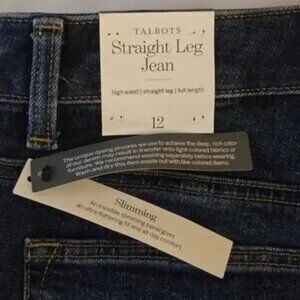 TALBOTS
Straight Leg
Jean
high waist | straight leg | full length
12
The unique dyeing process we use to achieve the deep, rich color
of our denim, may result in transfer onto light-colored fabrics or
furniture. We recommend washing separately before wearing.
Wash and dry this item inside out with like-colored items.
Slimming
An invisible slimming panel gives
an ultra-flattering fit and all day comfort